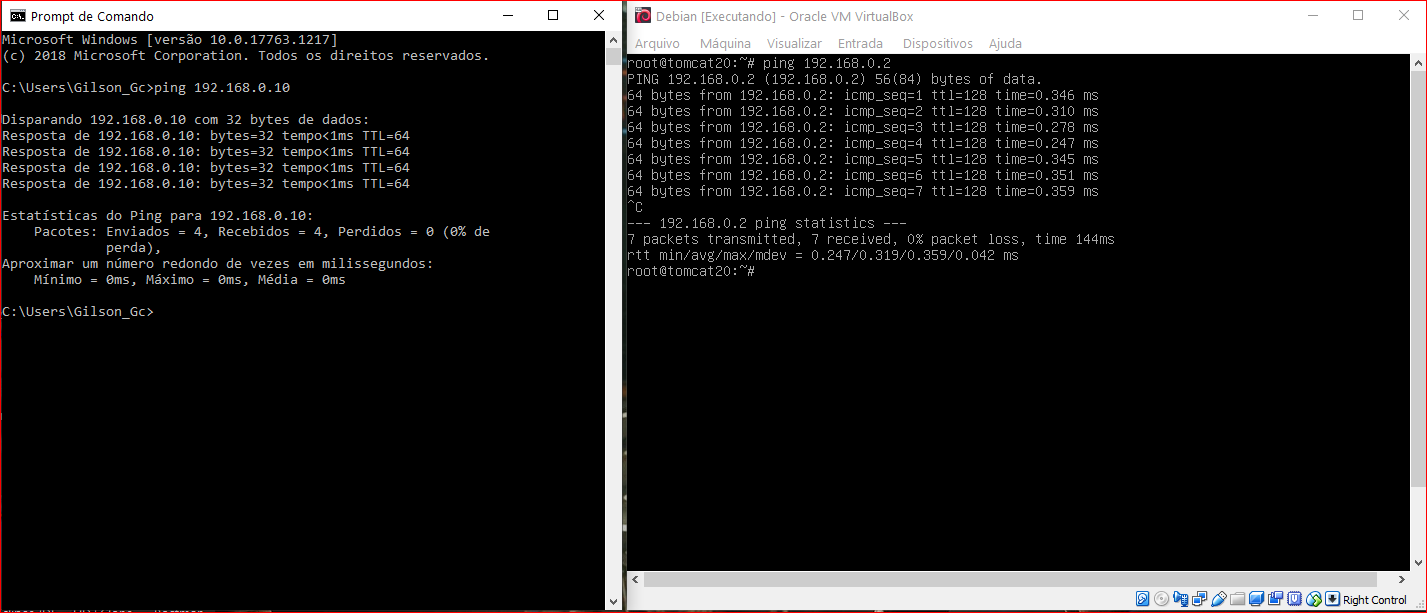 Prompt de Comando
Microsoft Windows [versão 10.0.17763.1217]
(c) 2018 Microsoft Corporation. Todos os direitos reservados.
C:\Users\Gilson_Gc>ping 192.168.0.10
Disparando 192.168.0.10 com 32 bytes de dados:
Resposta de 192.168.0.10: bytes=32 tempo<1ms TTL=64
Resposta de 192.168.0.10: bytes=32 tempo<1ms TTL=64
Resposta de 192.168.0.10: bytes=32 tempo<1ms TTL=64
Resposta de 192.168.0.10: bytes=32 tempo<1ms TTL=64
Estatísticas do Ping para 192.168.0.10:
Pacotes: Enviados = 4, Recebidos = 4, Perdidos = 0 (0% de
perda),
Aproximar um número redondo de vezes em milissegundos:
Mínimo = 0ms, Máximo = 0ms, Média = 0ms
C:\Users\Gilson_Gc>
Debian [Executando] - Oracle VM VirtualBox
Arquivo Máquina Visualizar Entrada Dispositivos Ajuda
root@tomcat20:~# ping 192.168.0.2
PING 192.168.0.2 (192.168.0.2) 56(84) bytes of data.
64 bytes from 192.168.0.2: icmp_seq=1 ttl=128 time=0.346 ms
64 bytes from 192.168.0.2: icmp_seq=2 ttl=128 time=0.310 ms
64 bytes from 192.168.0.2: icmp_seq=3 ttl=128 time=0.278 ms
64 bytes from 192.168.0.2: icmp_seq=4 ttl=128 time=0.247 ms
64 bytes from 192.168.0.2: icmp_seq=5 ttl=128 time=0.345 ms
64 bytes from 192.168.0.2: icmp_seq=6 ttl=128 time=0.351 ms
64 bytes from 192.168.0.2: icmp_seq=7 ttl=128 time=0.359 ms
^C
--- 192.168.0.2 ping statistics ---
7 packets transmitted, 7 received, 0% packet loss, time 144ms
rtt min/avg/max/mdev = 0.247/0.319/0.359/0.042 ms
root@tomcat20:~#
Right Control